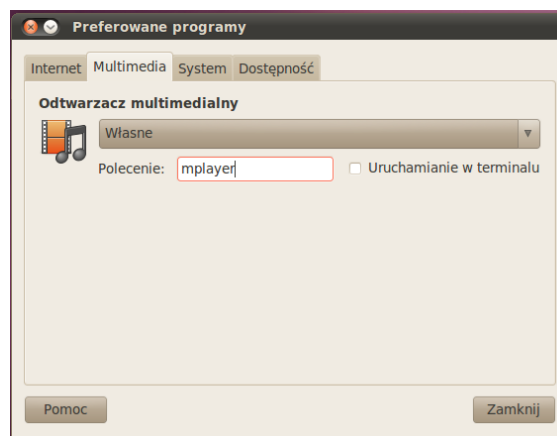 Preferowane programy
Internet Multimedia System Dostępność
Odtwarzacz multimedialny
Własne
Polecenie: mplayer Uruchamianie w terminalu
Pomoc Zamknij